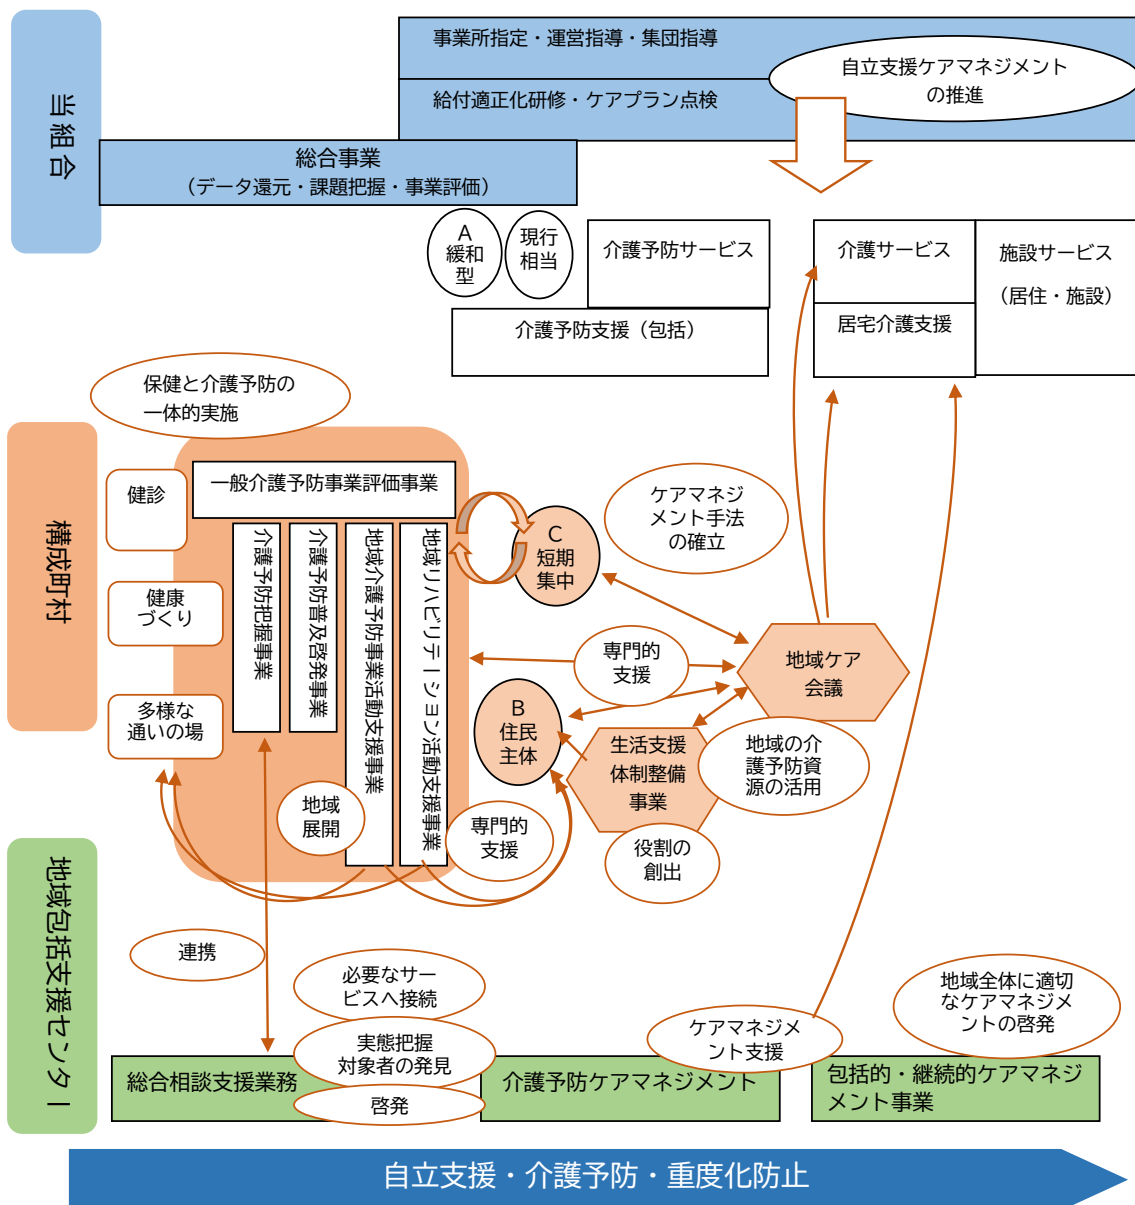 当組合
事業所指定・運営指導・集団指導
自立支援ケアマネジメント
の推進
給付適正化研修・ケアプラン点検
総合事業
（データ還元・課題把握・事業評価）
A
緩和
型
現行
相当
介護予防サービス
介護予防支援（包括）
介護サービス
居宅介護支援
施設サービス
（居住・施設）
構成町村
保健と介護予防の
一体的実施
健診
健康
づくり
多様な
通いの場
一般介護予防事業評価事業
介護予防把握事業
介護予防普及啓発事業
地域介護予防事業活動支援事業
地域リハビリテーション活動支援事業
地域
展開
C
短期
集中
ケアマネジ
メント手法
の確立
専門的
支援
地域ケア
会議
B
住民
主体
生活支援
体制整備
事業
地域の介
護予防資
源の活用
専門的
支援
役割の
創出
地域包括支援センター
連携
必要なサー
ビスへ接続
実態把握
対象者の発見
啓発
総合相談支援業務
介護予防ケアマネジメント
ケアマネジメ
ント支援
地域全体に適切
なケアマネジメ
ントの啓発
包括的・継続的ケアマネジ
メント事業
自立支援・介護予防・重度化防止